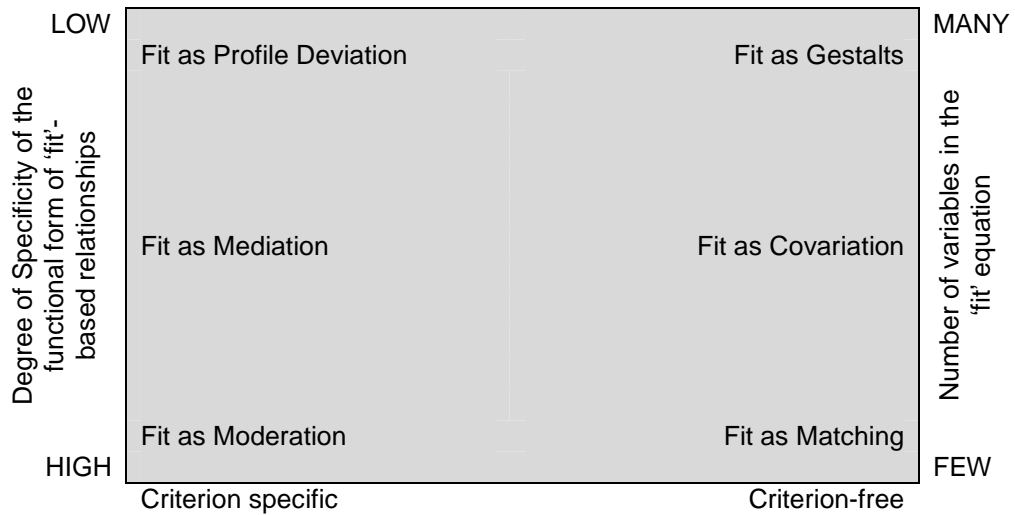 LOW
MANY
Fit as Profile Deviation
Fit as Gestalts
Degree of Specificity of the
functional form of ‘fit’-
based relationships
Number of variables in the
‘fit’ equation
Fit as Mediation
Fit as Covariation
Fit as Moderation
Fit as Matching
HIGH
FEW
Criterion specific
Criterion-free